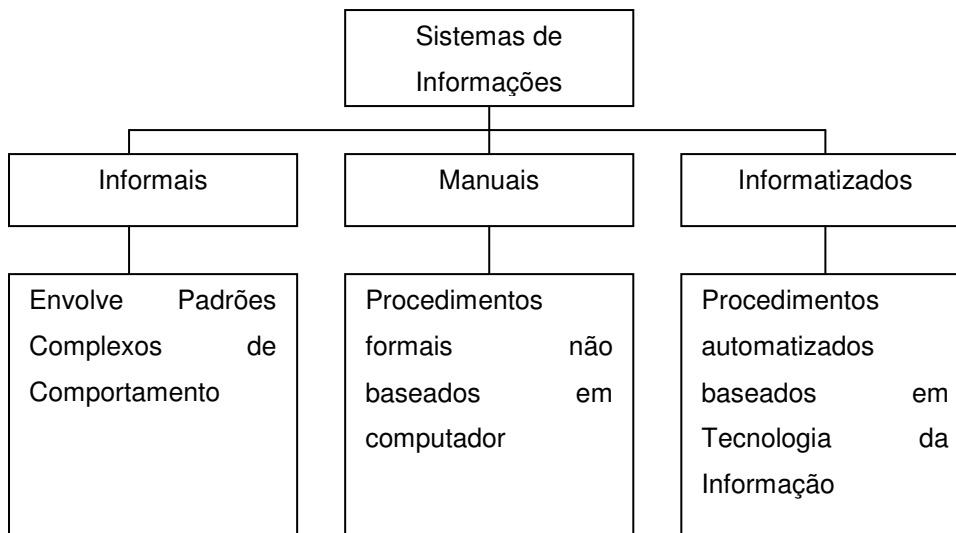 Sistemas de
Informações
Informais
Manuais
Informatizados
Envolve Padrões
Complexos de
Comportamento
Procedimentos
formais não
baseados em
computador
Procedimentos
automatizados
baseados em
Tecnologia da
Informação